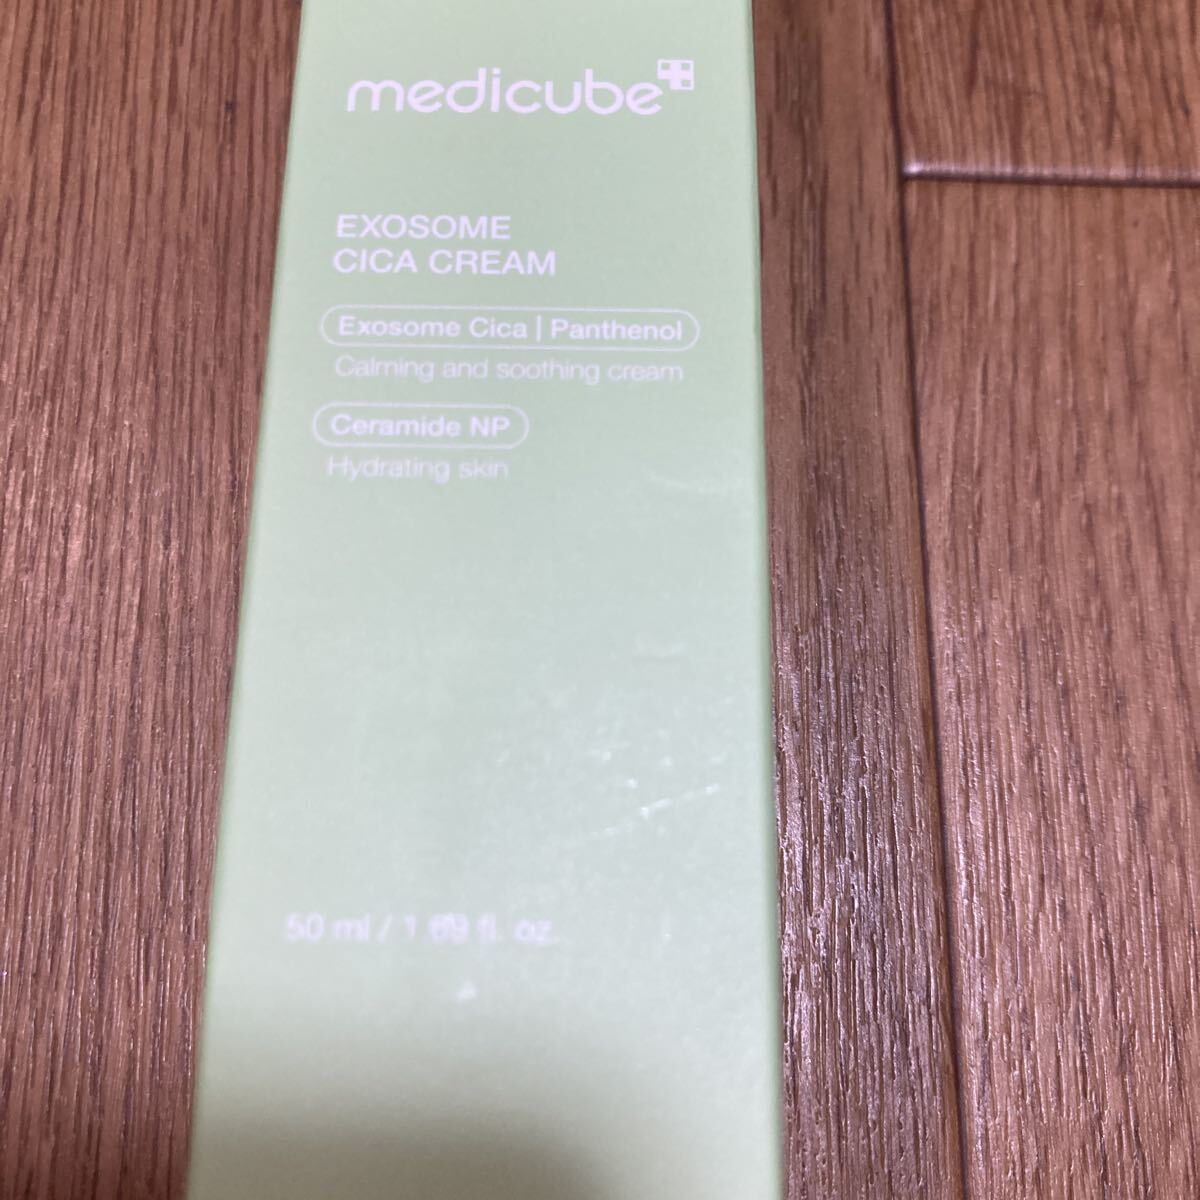 medicube
EXOSOME
CICA CREAM
Exosome Cica | Panthenol
Calming and soothing cream
Ceramide NP
Hydrating skin
50 ml / 1.69 fl. oz.